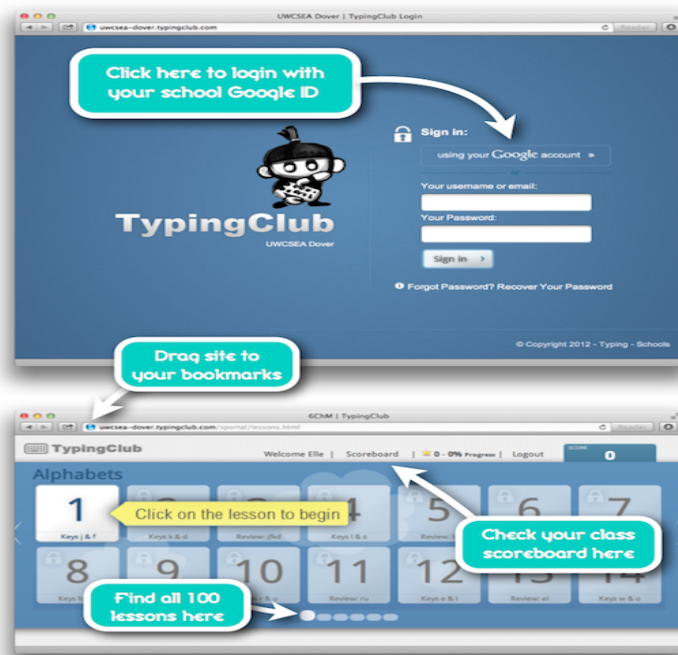 UWCSEA Dover | TypingClub Login
uwcsea-dover.typingclub.com
Reader
Click here to login with
your school Google ID
Sign in:
using your Google account »
or
Your username or email:
Your Password:
TypingClub
UWCSEA Dover
Sign in >
Forgot Password? Recover Your Password
© Copyright 2012 - Typing - Schools
Drag site to
your bookmarks
6ChM | TypingClub
uwcsea-dover.typingclub.com/sportal/lessons.html
Reader
TypingClub
Welcome Elle | Scoreboard | 0 - 0% Progress | Logout
SCORE
0
Alphabets
1
Click on the lesson to begin
4
5
6
7
Keys j & f
Keys k & d
Review: jfkd
Keys l & s
Check your class
scoreboard here
8
9
10
11
12
13
14
Review: ru
Keys e & i
Review: ei
Keys w & o
Find all 100
lessons here